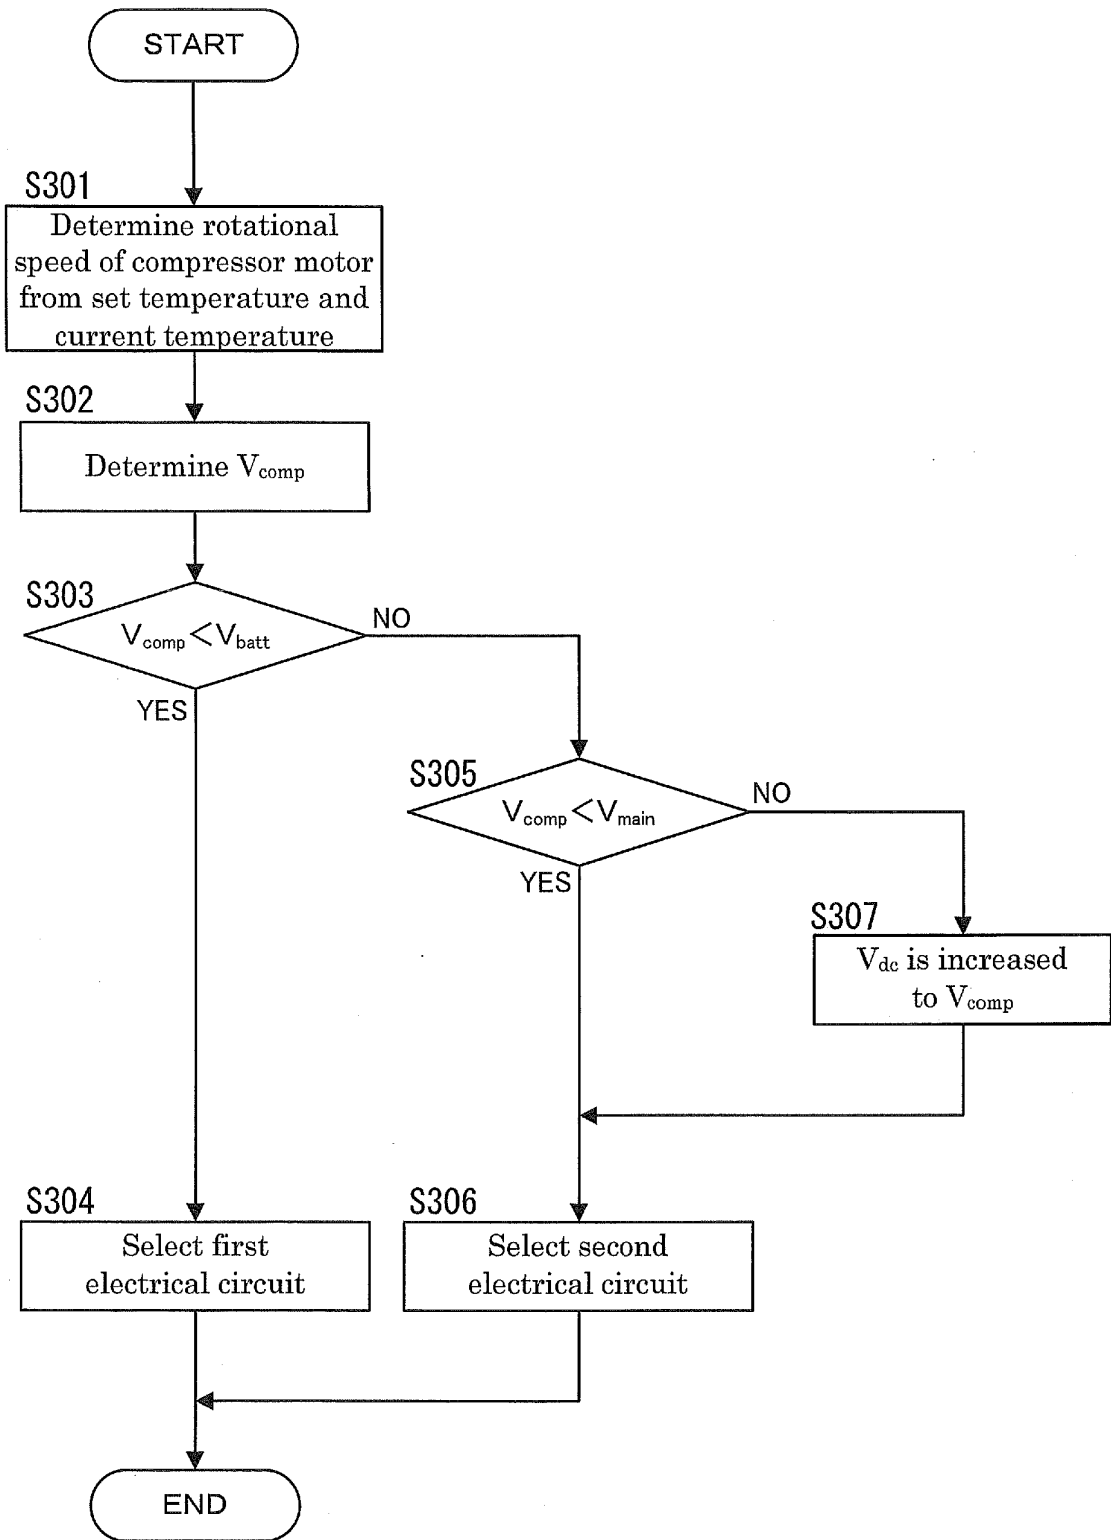 START
S301
Determine rotational
speed of compressor motor
from set temperature and
current temperature
S302
Determine Vcomp
S303
Vcomp<Vbatt
NO
YES
S305
Vcomp<Vmain
NO
YES
S307
Vdc is increased
to Vcomp
S304
Select first
electrical circuit
S306
Select second
electrical circuit
END